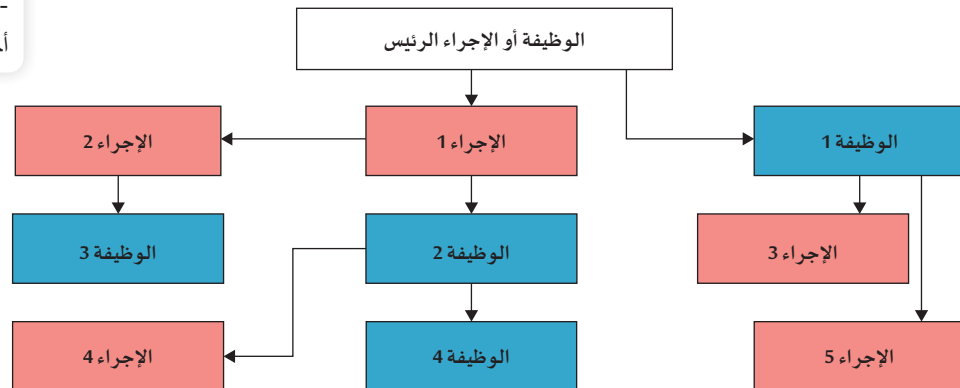 الوظيفة أو الإجراء الرئيس
الوظيفة 1
الإجراء 1
الإجراء 2
الإجراء 3
الوظيفة 2
الوظيفة 3
الإجراء 5
الوظيفة 4
الإجراء 4